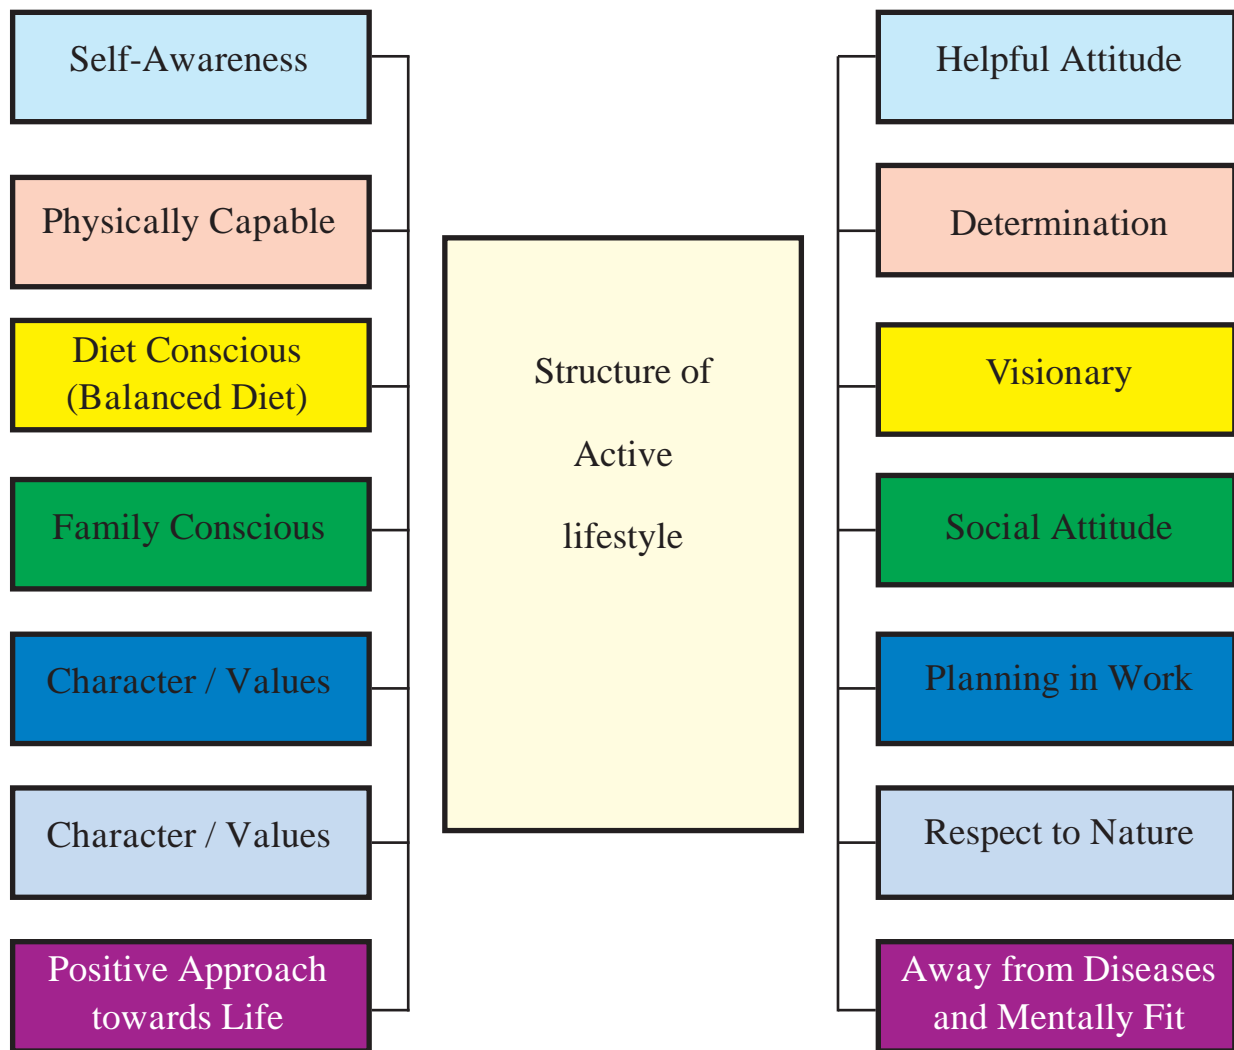 Self-Awareness
Physically Capable
Diet Conscious
(Balanced Diet)
Family Conscious
Character / Values
Character / Values
Positive Approach
towards Life
Structure of
Active
lifestyle
Helpful Attitude
Determination
Visionary
Social Attitude
Planning in Work
Respect to Nature
Away from Diseases
and Mentally Fit